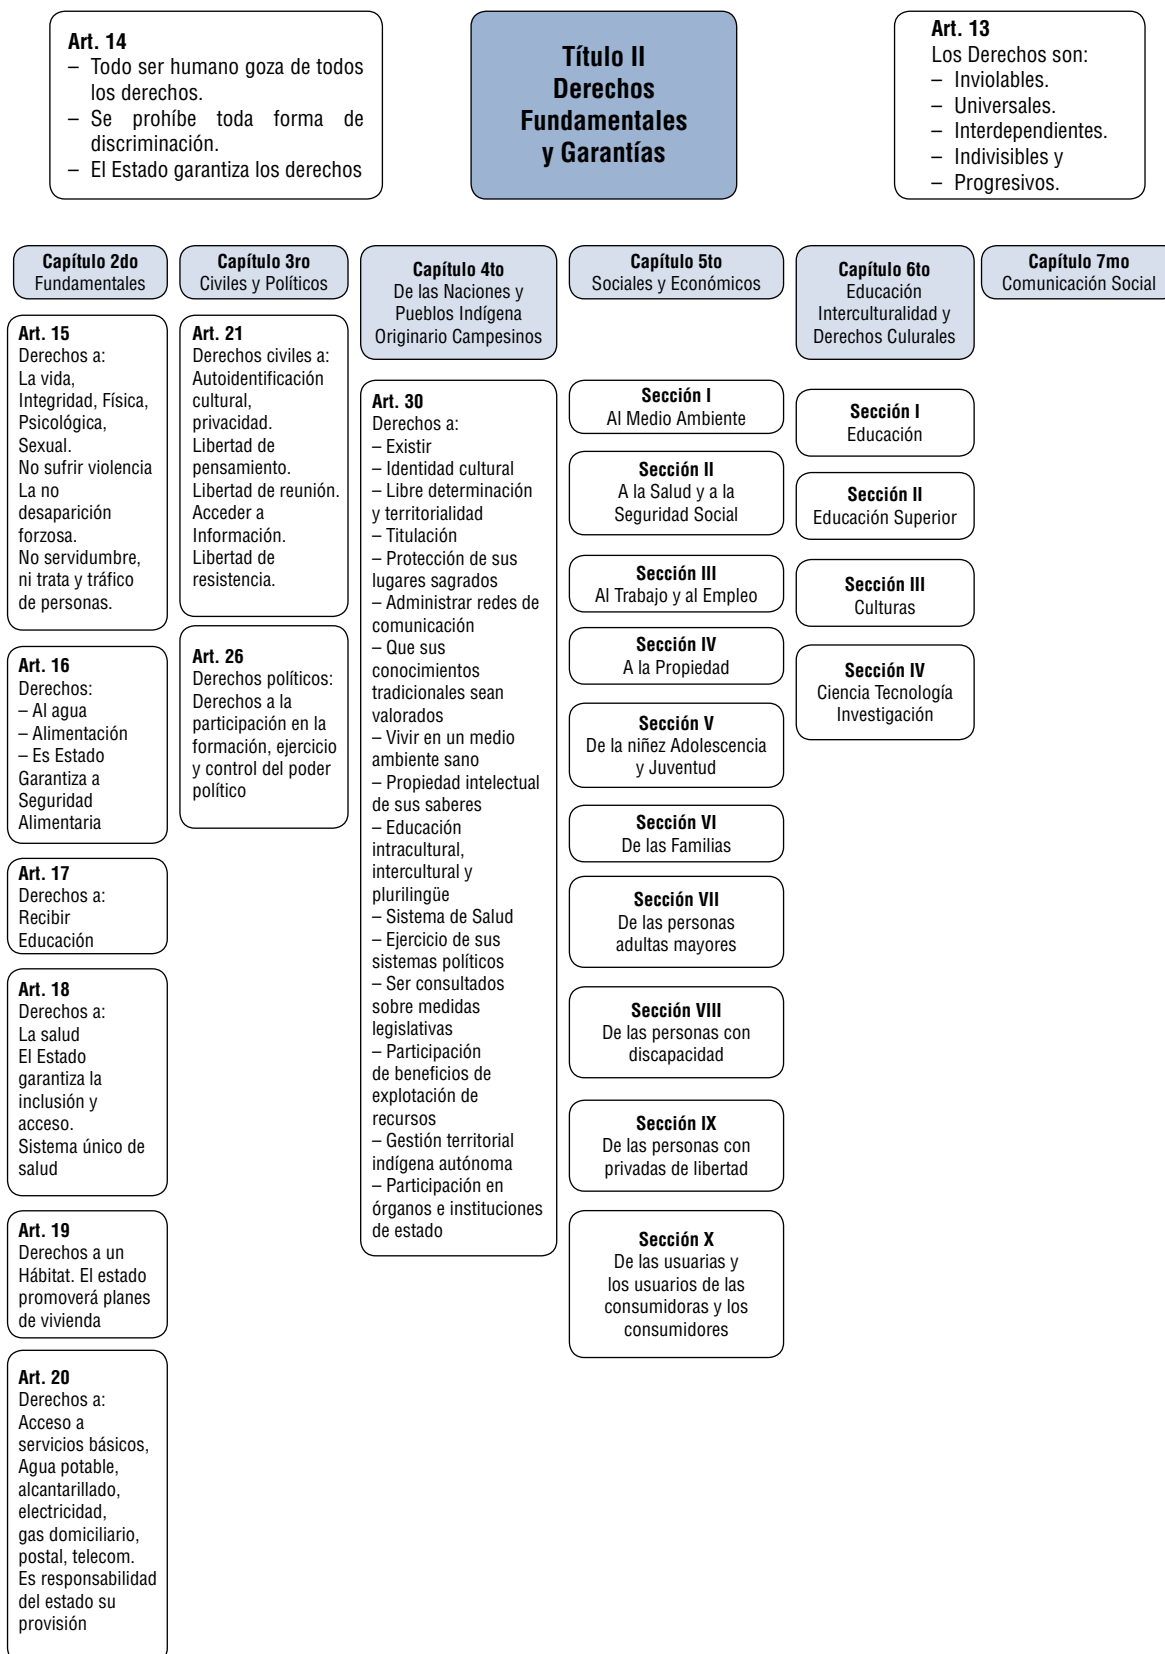 Art. 14
– Todo ser humano goza de todos
los derechos.
– Se prohíbe toda forma de
discriminación.
– El Estado garantiza los derechos
Título II
Derechos
Fundamentales
y Garantías
Art. 13
Los Derechos son:
– Inviolables.
– Universales.
– Interdependientes.
– Indivisibles y
– Progresivos.
Capítulo 2do
Fundamentales
Art. 15
Derechos a:
La vida,
Integridad, Física,
Psicológica,
Sexual.
No sufrir violencia
La no
desaparición
forzosa.
No servidumbre,
ni trata y tráfico
de personas.
Art. 16
Derechos:
– Al agua
– Alimentación
– Es Estado
Garantiza a
Seguridad
Alimentaria
Art. 17
Derechos a:
Recibir
Educación
Art. 18
Derechos a:
La salud
El Estado
garantiza la
inclusión y
acceso.
Sistema único de
salud
Art. 19
Derechos a un
Hábitat. El estado
promoverá planes
de vivienda
Art. 20
Derechos a:
Acceso a
servicios básicos,
Agua potable,
alcantarillado,
electricidad,
gas domiciliario,
postal, telecom.
Es responsabilidad
del estado su
provisión
Capítulo 3ro
Civiles y Políticos
Art. 21
Derechos civiles a:
Autoidentificación
cultural,
privacidad.
Libertad de
pensamiento.
Libertad de reunión.
Acceder a
Información.
Libertad de
resistencia.
Art. 26
Derechos políticos:
Derechos a la
participación en la
formación, ejercicio
y control del poder
político
Capítulo 4to
De las Naciones y
Pueblos Indígena
Originario Campesinos
Art. 30
Derechos a:
– Existir
– Identidad cultural
– Libre determinación
y territorialidad
– Titulación
– Protección de sus
lugares sagrados
– Administrar redes de
comunicación
– Que sus
conocimientos
tradicionales sean
valorados
– Vivir en un medio
ambiente sano
– Propiedad intelectual
de sus saberes
– Educación
intracultural,
intercultural y
plurilingüe
– Sistema de Salud
– Ejercicio de sus
sistemas políticos
– Ser consultados
sobre medidas
legislativas
– Participación
de beneficios de
explotación de
recursos
– Gestión territorial
indígena autónoma
– Participación en
órganos e instituciones
de estado
Capítulo 5to
Sociales y Económicos
Sección I
Al Medio Ambiente
Sección II
A la Salud y a la
Seguridad Social
Sección III
Al Trabajo y al Empleo
Sección IV
A la Propiedad
Sección V
De la niñez Adolescencia
y Juventud
Sección VI
De las Familias
Sección VII
De las personas
adultas mayores
Sección VIII
De las personas con
discapacidad
Sección IX
De las personas con
privadas de libertad
Sección X
De las usuarias y
los usuarios de las
consumidoras y los
consumidores
Capítulo 6to
Educación
Interculturalidad y
Derechos Culurales
Sección I
Educación
Sección II
Educación Superior
Sección III
Culturas
Sección IV
Ciencia Tecnología
Investigación
Capítulo 7mo
Comunicación Social